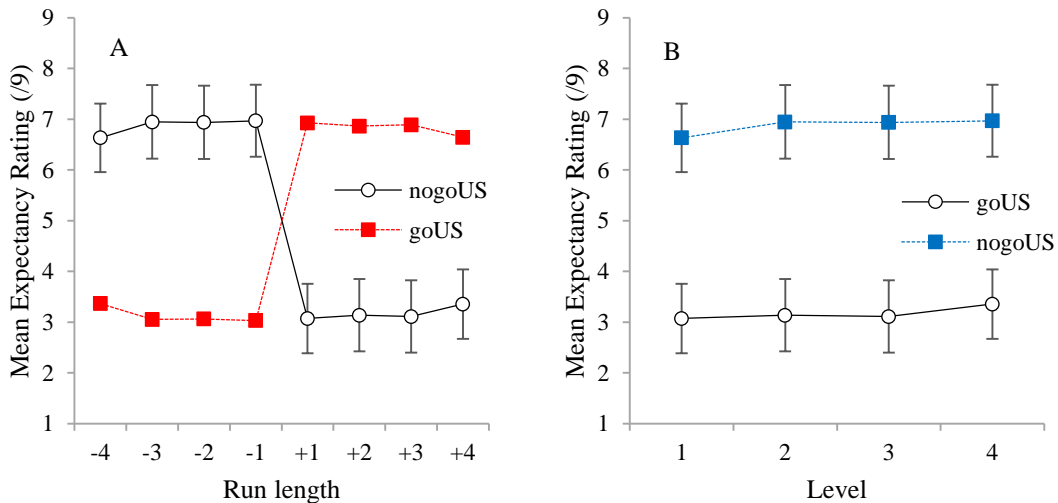 A
Mean Expectancy Rating (/9)
9
8
7
6
5
4
3
2
1
nogoUS
goUS
-4 -3 -2 -1 +1 +2 +3 +4
Run length
B
Mean Expectancy Rating (/9)
9
8
7
6
5
4
3
2
1
goUS
nogoUS
1 2 3 4
Level